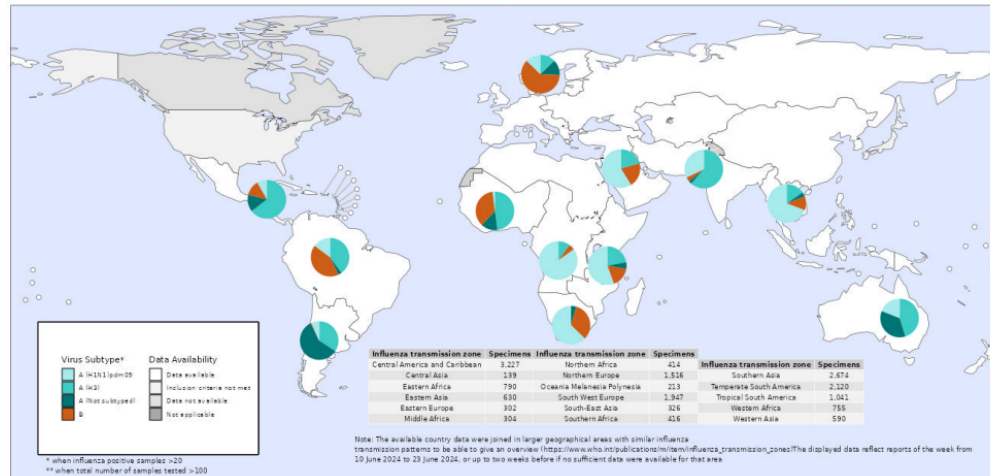 Virus Subtype*
Data Availability
A (H1N1)pdm09
Data available
A (H3)
Inclusion criteria not met
A (Not subtyped)
Data not available
B
Not applicable
* when influenza positive samples >20
** when total number of samples tested >100
Influenza transmission zone Specimens Influenza transmission zone Specimens
Central America and Caribbean 3,227 Northern Africa 414 Influenza transmission zone Specimens
Central Asia 139 Northern Europe 1,516 Southern Asia 2,674
Eastern Africa 790 Oceania Melanesia Polynesia 213 Temperate South America 2,120
Eastern Asia 630 South West Europe 1,947 Tropical South America 1,041
Eastern Europe 302 South-East Asia 326 Western Africa 755
Middle Africa 304 Southern Africa 416 Western Asia 590
Note: The available country data were joined in larger geographical areas with similar influenza
transmission patterns to be able to give an overview (https://www.who.int/publications/m/item/influenza_transmission_zones)The displayed data reflect reports of the week from
10 June 2024 to 23 June 2024, or up to two weeks before if no sufficient data were available for that area